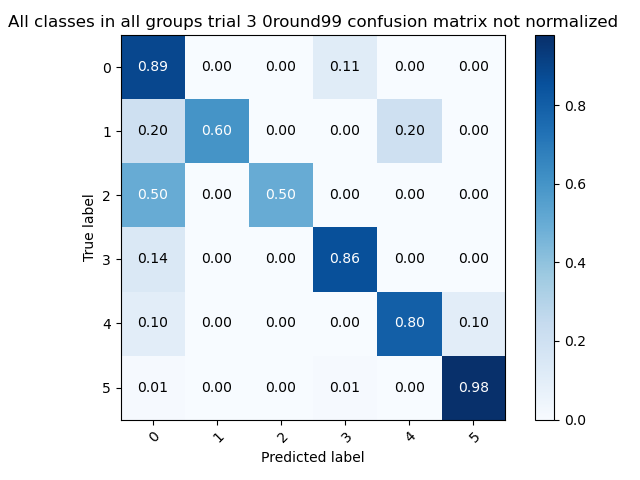 All classes in all groups trial 3 0round99 confusion matrix not normalized
0 0.89 0.00 0.00 0.11 0.00 0.00
1 0.20 0.60 0.00 0.00 0.20 0.00
2 0.50 0.00 0.50 0.00 0.00 0.00
3 0.14 0.00 0.00 0.86 0.00 0.00
4 0.10 0.00 0.00 0.00 0.80 0.10
5 0.01 0.00 0.00 0.01 0.00 0.98
0 1 2 3 4 5
True label
Predicted label
0.8
0.6
0.4
0.2
0.0